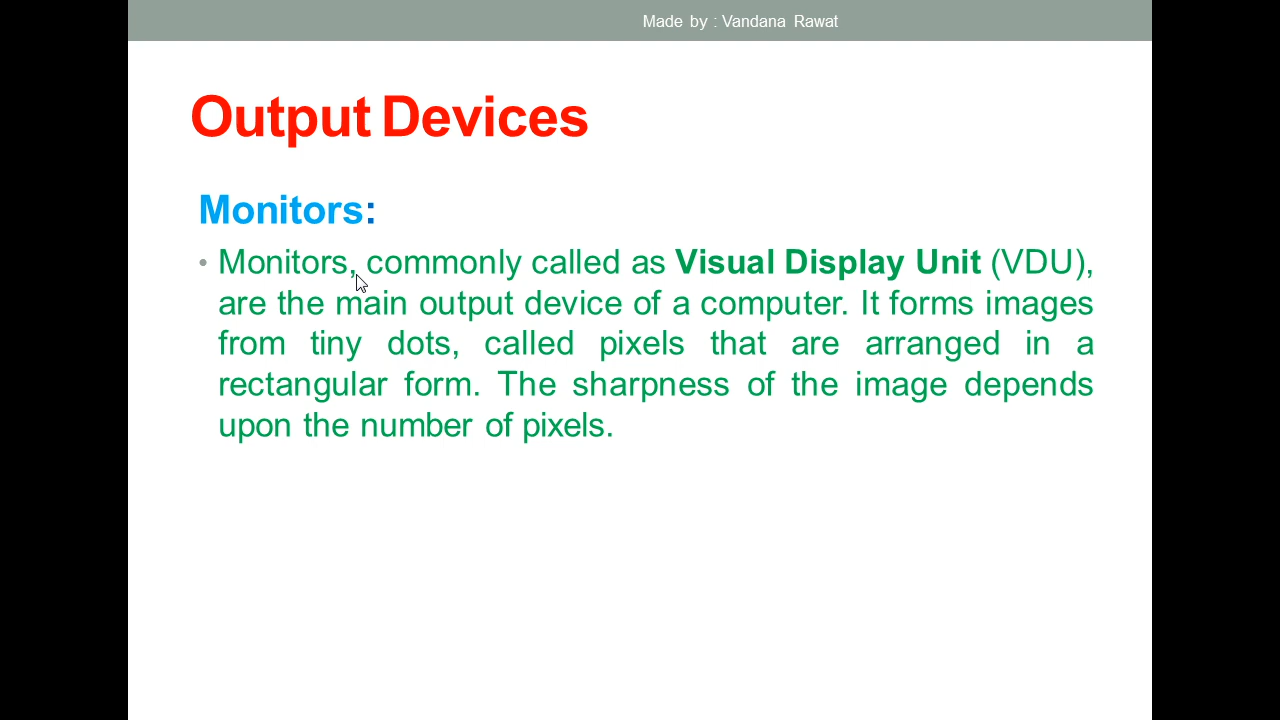 Made by : Vandana Rawat
Output Devices
Monitors:
• Monitors, commonly called as Visual Display Unit (VDU),
are the main output device of a computer. It forms images
from tiny dots, called pixels that are arranged in a
rectangular form. The sharpness of the image depends
upon the number of pixels.